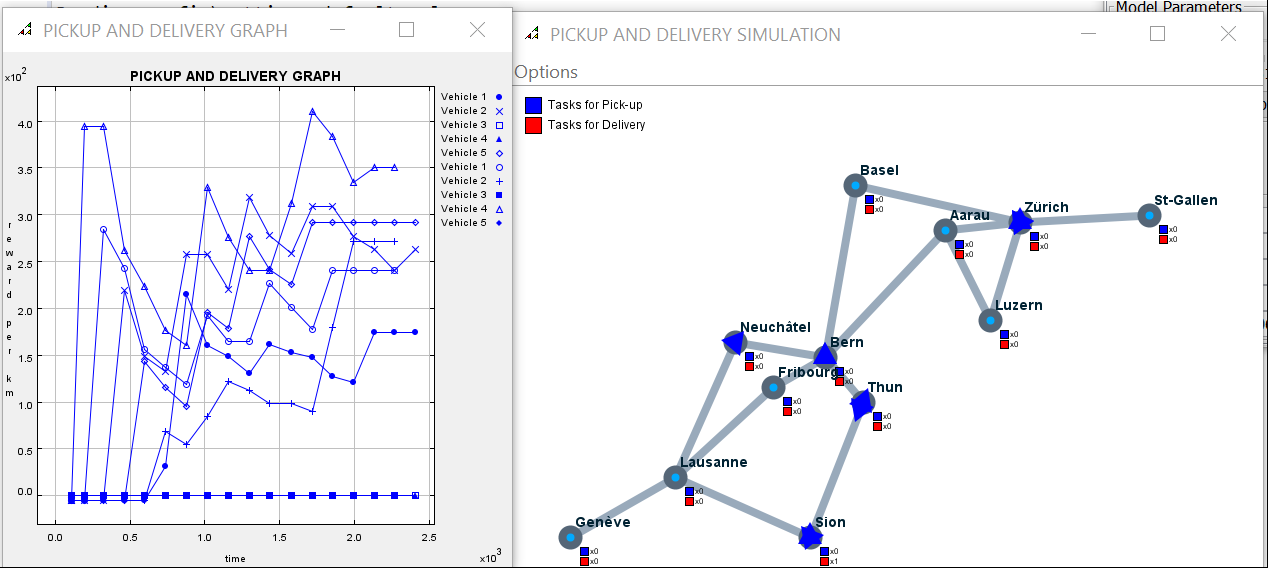 Model Parameters
PICKUP AND DELIVERY GRAPH
PICKUP AND DELIVERY GRAPH
x10²
4.0
3.5
3.0
2.5
2.0
1.5
1.0
0.5
0.0
reward per km
0.0 0.5 1.0 1.5 2.0 2.5
time
x10³
Vehicle 1
Vehicle 2
Vehicle 3
Vehicle 4
Vehicle 5
Vehicle 1
Vehicle 2
Vehicle 3
Vehicle 4
Vehicle 5
PICKUP AND DELIVERY SIMULATION
Options
Tasks for Pick-up
Tasks for Delivery
Basel
x0
x0
St-Gallen
x0
x0
Zürich
x0
x0
Aarau
x0
x0
Luzern
x0
x0
Neuchâtel
x0
x0
Bern
x0
x0
Fribourg
x0
x0
Thun
x0
x0
Lausanne
x0
x0
Genève
x0
x0
Sion
x0
x1